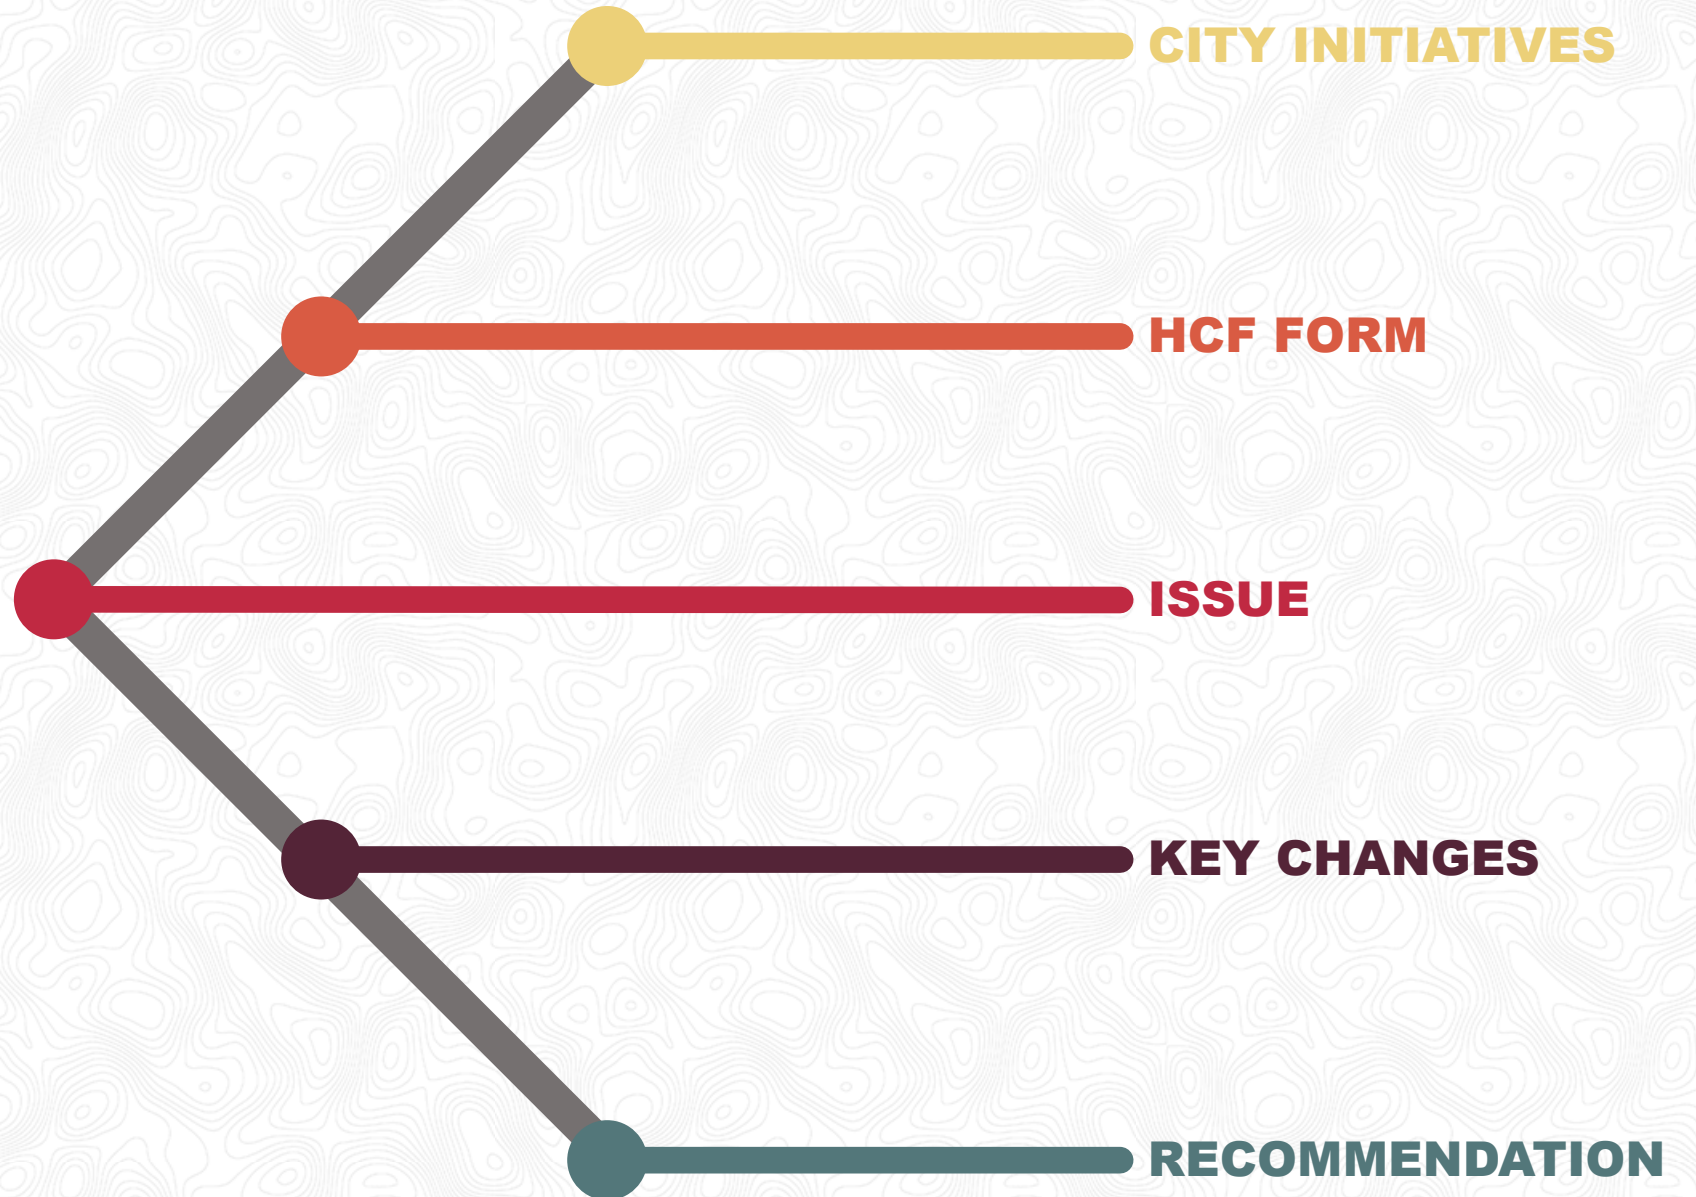 CITY INITIATIVES
HCF FORM
ISSUE
KEY CHANGES
RECOMMENDATION